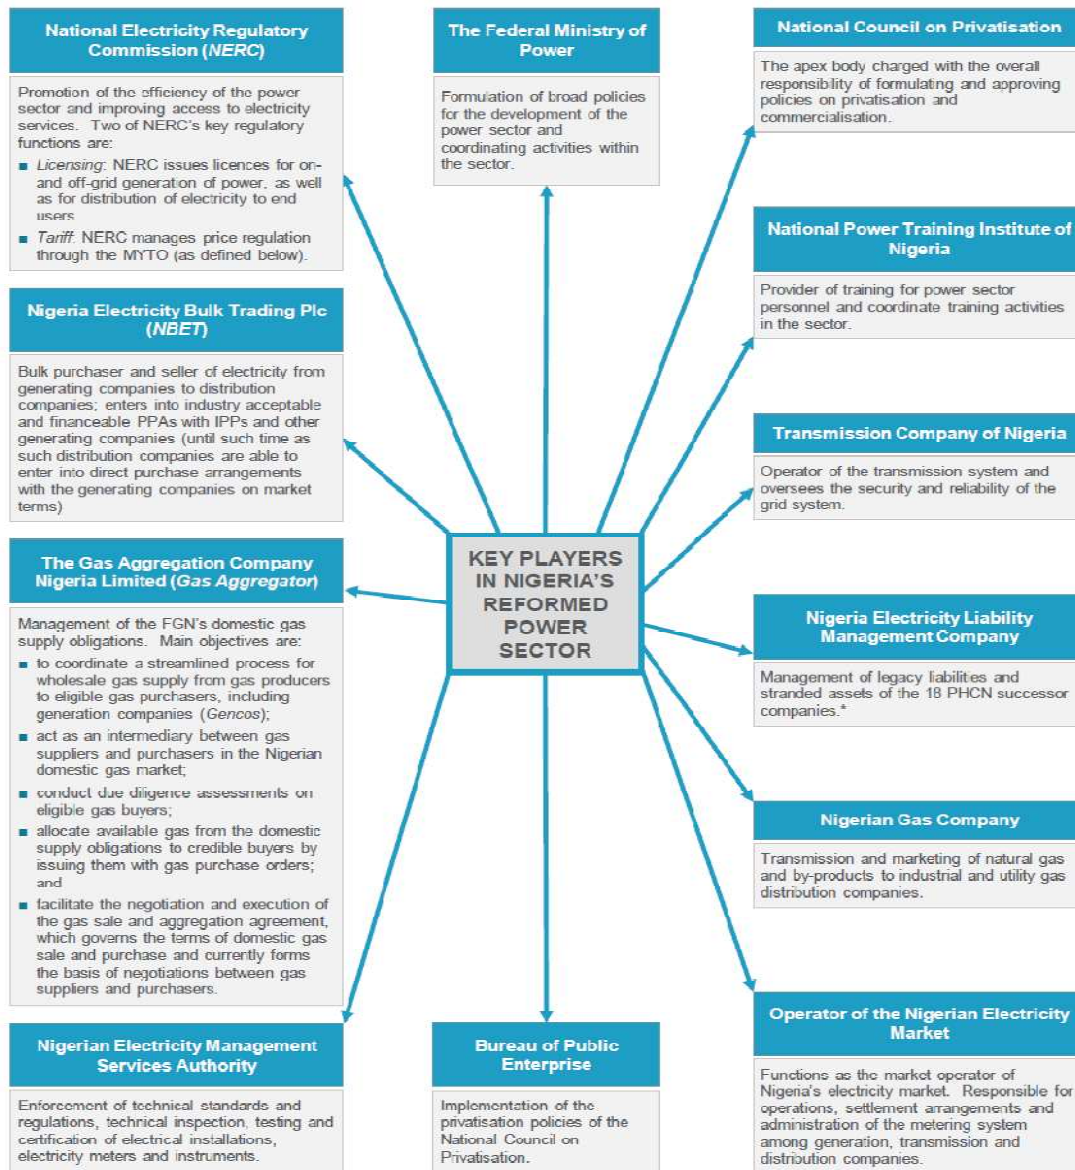 National Electricity Regulatory
Commission (NERC)
Promotion of the efficiency of the power
sector and improving access to electricity
services. Two of NERC's key regulatory
functions are:
■ Licensing: NERC issues licences for on-
and off-grid generation of power, as well
as for distribution of electricity to end
users
■ Tariff: NERC manages price regulation
through the MYTO (as defined below).
Nigeria Electricity Bulk Trading Plc
(NBET)
Bulk purchaser and seller of electricity from
generating companies to distribution
companies; enters into industry acceptable
and financeable PPAs with IPPs and other
generating companies (until such time as
such distribution companies are able to
enter into direct purchase arrangements
with the generating companies on market
terms)
The Gas Aggregation Company
Nigeria Limited (Gas Aggregator)
Management of the FGN's domestic gas
supply obligations. Main objectives are:
■ to coordinate a streamlined process for
wholesale gas supply from gas producers
to eligible gas purchasers, including
generation companies (Gencos);
■ act as an intermediary between gas
suppliers and purchasers in the Nigerian
domestic gas market;
■ conduct due diligence assessments on
eligible gas buyers;
■ allocate available gas from the domestic
supply obligations to credible buyers by
issuing them with gas purchase orders;
and
■ facilitate the negotiation and execution of
the gas sale and aggregation agreement,
which governs the terms of domestic gas
sale and purchase and currently forms
the basis of negotiations between gas
suppliers and purchasers.
Nigerian Electricity Management
Services Authority
Enforcement of technical standards and
regulations, technical inspection, testing and
certification of electrical installations,
electricity meters and instruments.
The Federal Ministry of
Power
Formulation of broad policies
for the development of the
power sector and
coordinating activities within
the sector.
KEY PLAYERS
IN NIGERIA'S
REFORMED
POWER
SECTOR
Bureau of Public
Enterprise
Implementation of the
privatisation policies of the
National Council on
Privatisation.
National Council on Privatisation
The apex body charged with the overall
responsibility of formulating and approving
policies on privatisation and
commercialisation.
National Power Training Institute of
Nigeria
Provider of training for power sector
personnel and coordinate training activities
in the sector.
Transmission Company of Nigeria
Operator of the transmission system and
oversees the security and reliability of the
grid system.
Nigeria Electricity Liability
Management Company
Management of legacy liabilities and
stranded assets of the 18 PHCN successor
companies.*
Nigerian Gas Company
Transmission and marketing of natural gas
and by-products to industrial and utility gas
distribution companies.
Operator of the Nigerian Electricity
Market
Functions as the market operator of
Nigeria's electricity market. Responsible for
operations, settlement arrangements and
administration of the metering system
among generation, transmission and
distribution companies.